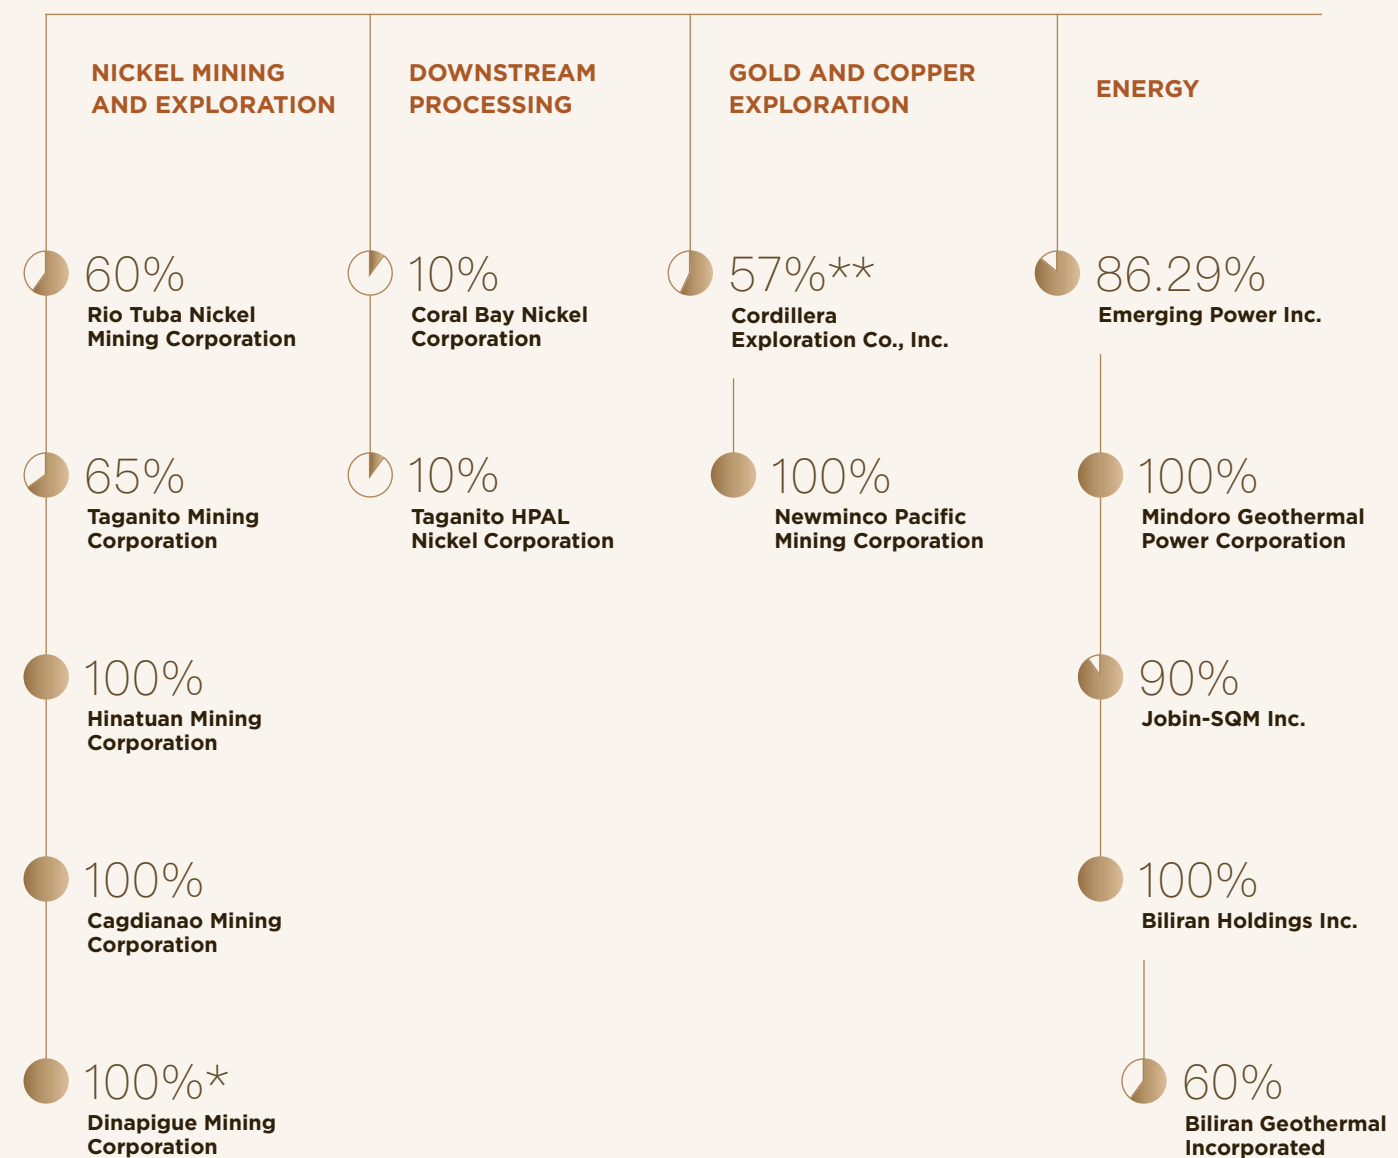 NICKEL MINING
AND EXPLORATION
60%
Rio Tuba Nickel
Mining Corporation
65%
Taganito Mining
Corporation
100%
Hinatuan Mining
Corporation
100%
Cagdianao Mining
Corporation
100%*
Dinapigue Mining
Corporation
DOWNSTREAM
PROCESSING
10%
Coral Bay Nickel
Corporation
10%
Taganito HPAL
Nickel Corporation
GOLD AND COPPER
EXPLORATION
57%**
Cordillera
Exploration Co., Inc.
100%
Newminco Pacific
Mining Corporation
ENERGY
86.29%
Emerging Power Inc.
100%
Mindoro Geothermal
Power Corporation
90%
Jobin-SQM Inc.
100%
Biliran Holdings Inc.
60%
Biliran Geothermal
Incorporated